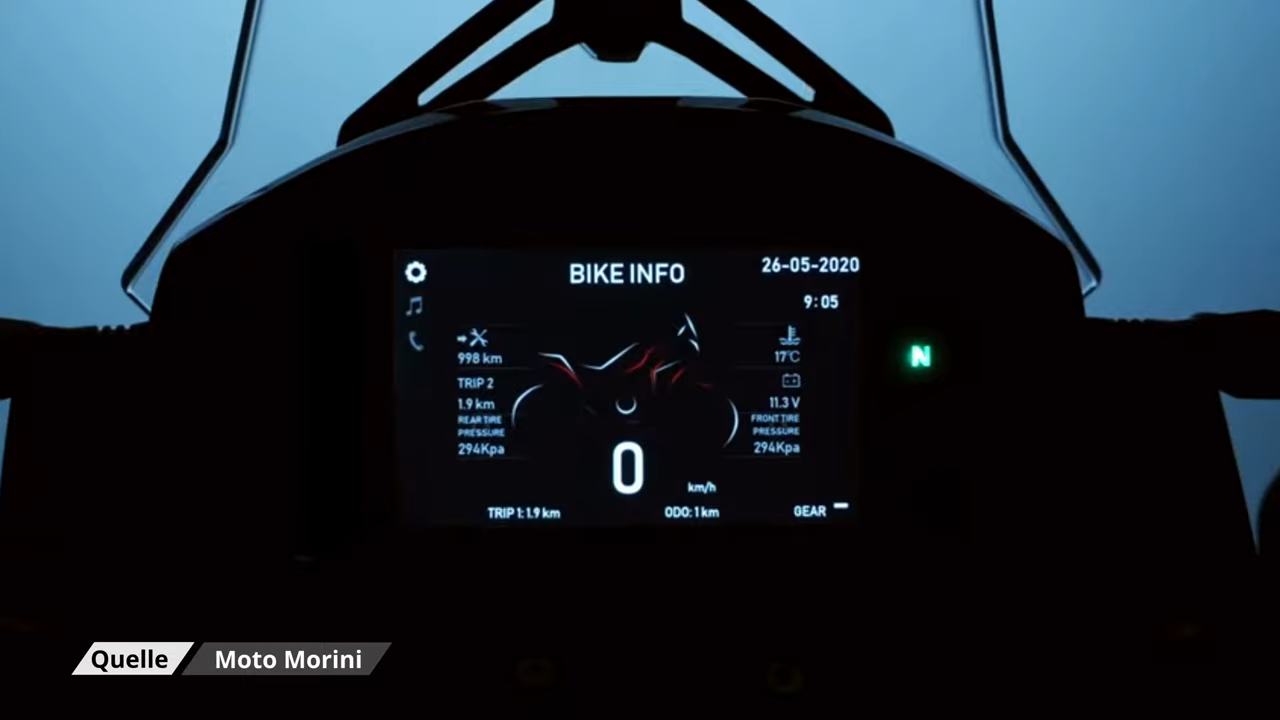 BIKE INFO
26-05-2020
9:05
998 km
TRIP 2
1.9 km
REAR TIRE
PRESSURE
294Kpa
17°C
11.3 V
FRONT TIRE
PRESSURE
294Kpa
0
km/h
TRIP 1: 1.9 km
ODO: 1 km
GEAR –
N
Quelle
Moto Morini